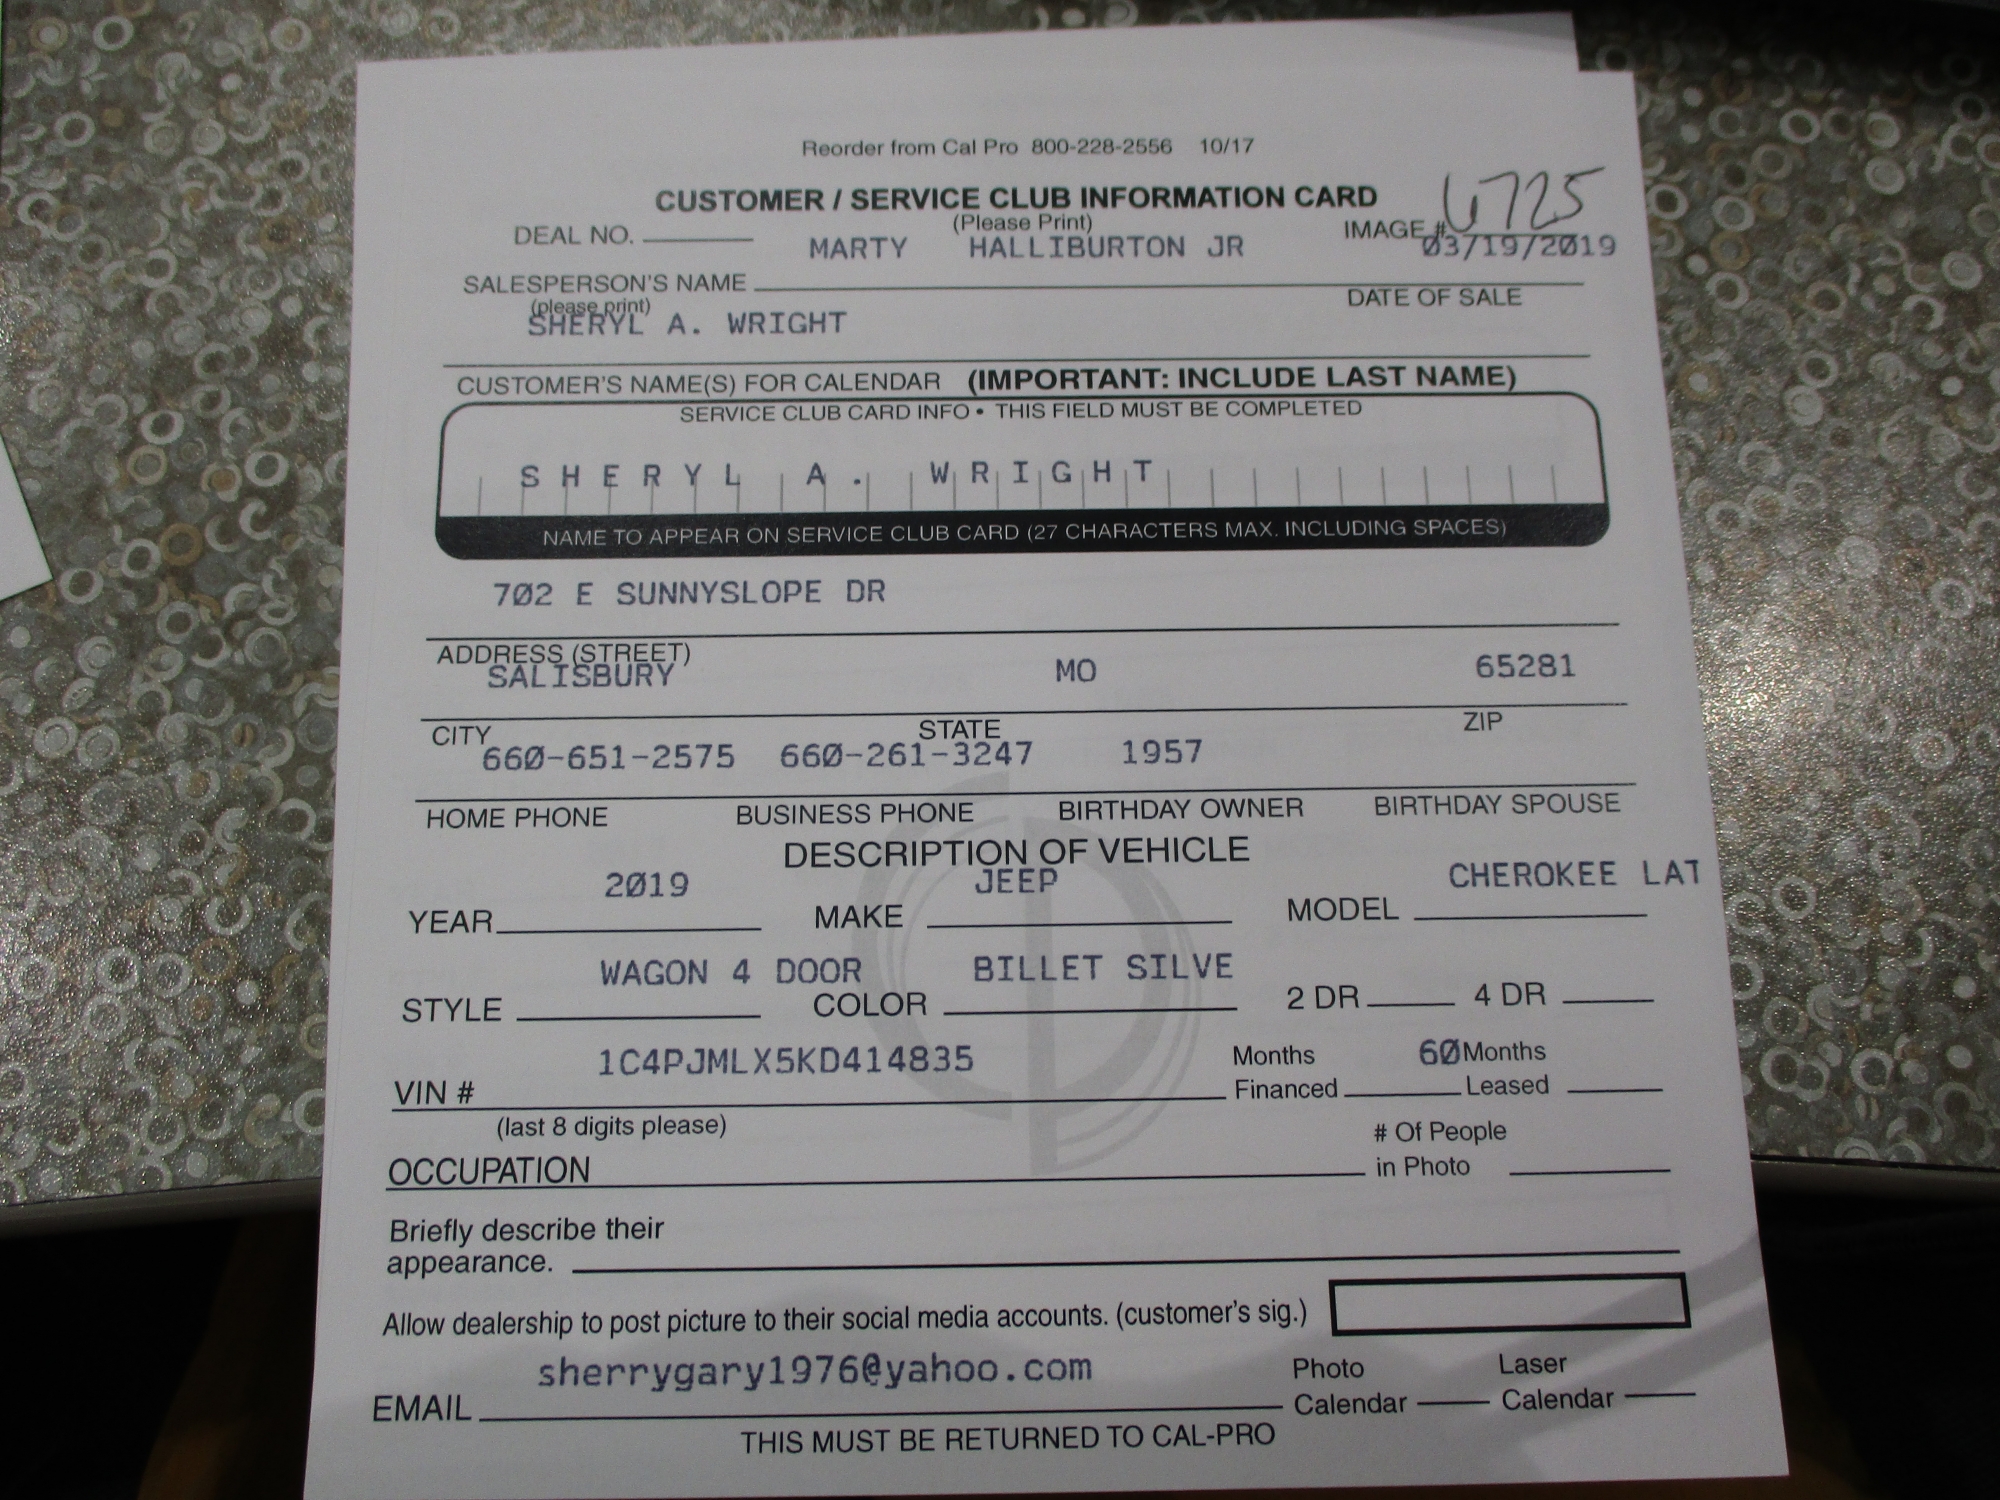 Reorder from Cal Pro 800-228-2556 10/17
CUSTOMER / SERVICE CLUB INFORMATION CARD
(Please Print)
DEAL NO. IMAGE # 6725
MARTY HALLIBURTON JR 03/19/2019
SALESPERSON'S NAME
(please print) DATE OF SALE
SHERYL A. WRIGHT
CUSTOMER'S NAME(S) FOR CALENDAR (IMPORTANT: INCLUDE LAST NAME)
SERVICE CLUB CARD INFO • THIS FIELD MUST BE COMPLETED
SHERYL A. WRIGHT
NAME TO APPEAR ON SERVICE CLUB CARD (27 CHARACTERS MAX. INCLUDING SPACES)
702 E SUNNYSLOPE DR
ADDRESS (STREET)
SALISBURY MO 65281
CITY STATE ZIP
660-651-2575 660-261-3247 1957
HOME PHONE BUSINESS PHONE BIRTHDAY OWNER BIRTHDAY SPOUSE
DESCRIPTION OF VEHICLE
2019 JEEP CHEROKEE LAT
YEAR MAKE MODEL
WAGON 4 DOOR BILLET SILVE
STYLE COLOR 2 DR 4 DR
1C4PJMLX5KD414835 Months 60 Months
VIN # Financed Leased
(last 8 digits please) # Of People
OCCUPATION in Photo
Briefly describe their
appearance.
Allow dealership to post picture to their social media accounts. (customer's sig.)
sherrygary1976@yahoo.com Photo Laser
EMAIL Calendar Calendar
THIS MUST BE RETURNED TO CAL-PRO